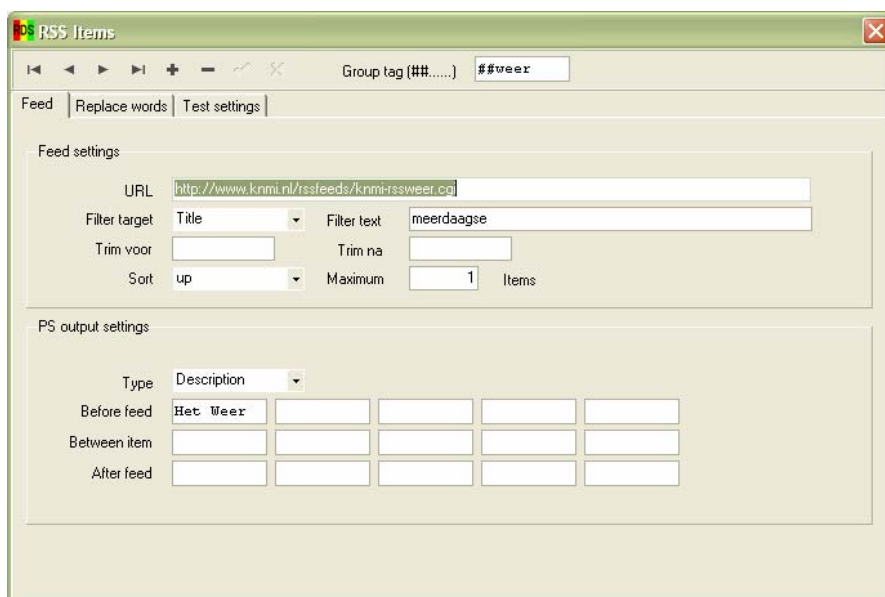 RDS RSS Items
Group tag (##......) ##weer
Feed Replace words Test settings
Feed settings
URL http://www.knmi.nl/rssfeeds/knmi-rssweer.cgi
Filter target Title Filter text meerdaagse
Trim voor Trim na
Sort up Maximum 1 Items
PS output settings
Type Description
Before feed Het Weer
Between item
After feed